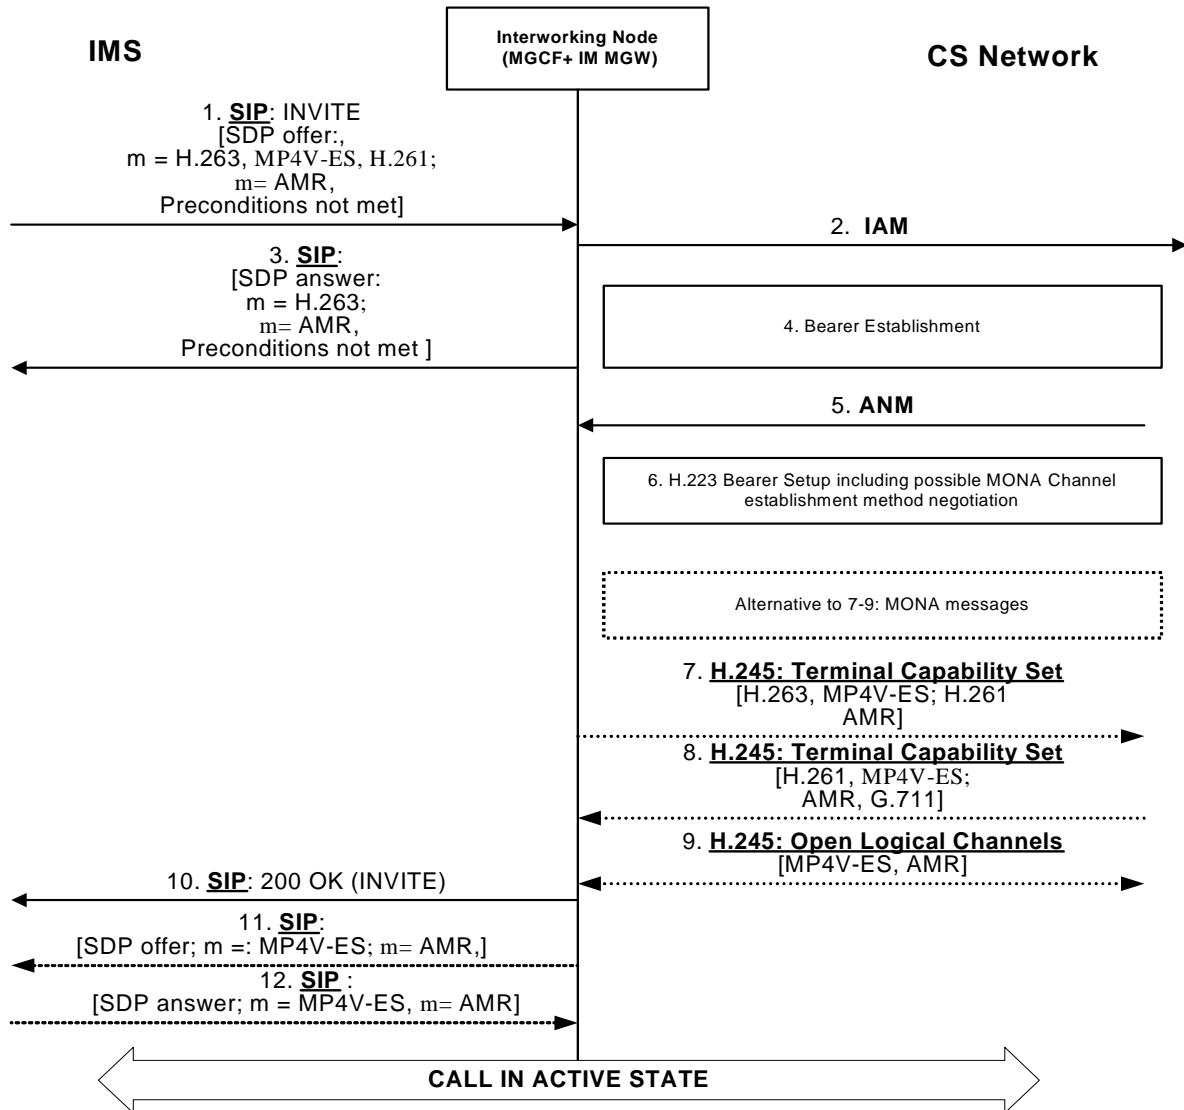 IMS
Interworking Node
(MGCF+ IM MGW)
CS Network
1. SIP: INVITE
[SDP offer:,
m = H.263, MP4V-ES, H.261;
m= AMR,
Preconditions not met]
2. IAM
3. SIP:
[SDP answer:
m = H.263;
m= AMR,
Preconditions not met ]
4. Bearer Establishment
5. ANM
6. H.223 Bearer Setup including possible MONA Channel
establishment method negotiation
Alternative to 7-9: MONA messages
7. H.245: Terminal Capability Set
[H.263, MP4V-ES; H.261
AMR]
8. H.245: Terminal Capability Set
[H.261, MP4V-ES;
AMR, G.711]
9. H.245: Open Logical Channels
[MP4V-ES, AMR]
10. SIP: 200 OK (INVITE)
11. SIP:
[SDP offer; m =: MP4V-ES; m= AMR,]
12. SIP :
[SDP answer; m = MP4V-ES, m= AMR]
CALL IN ACTIVE STATE